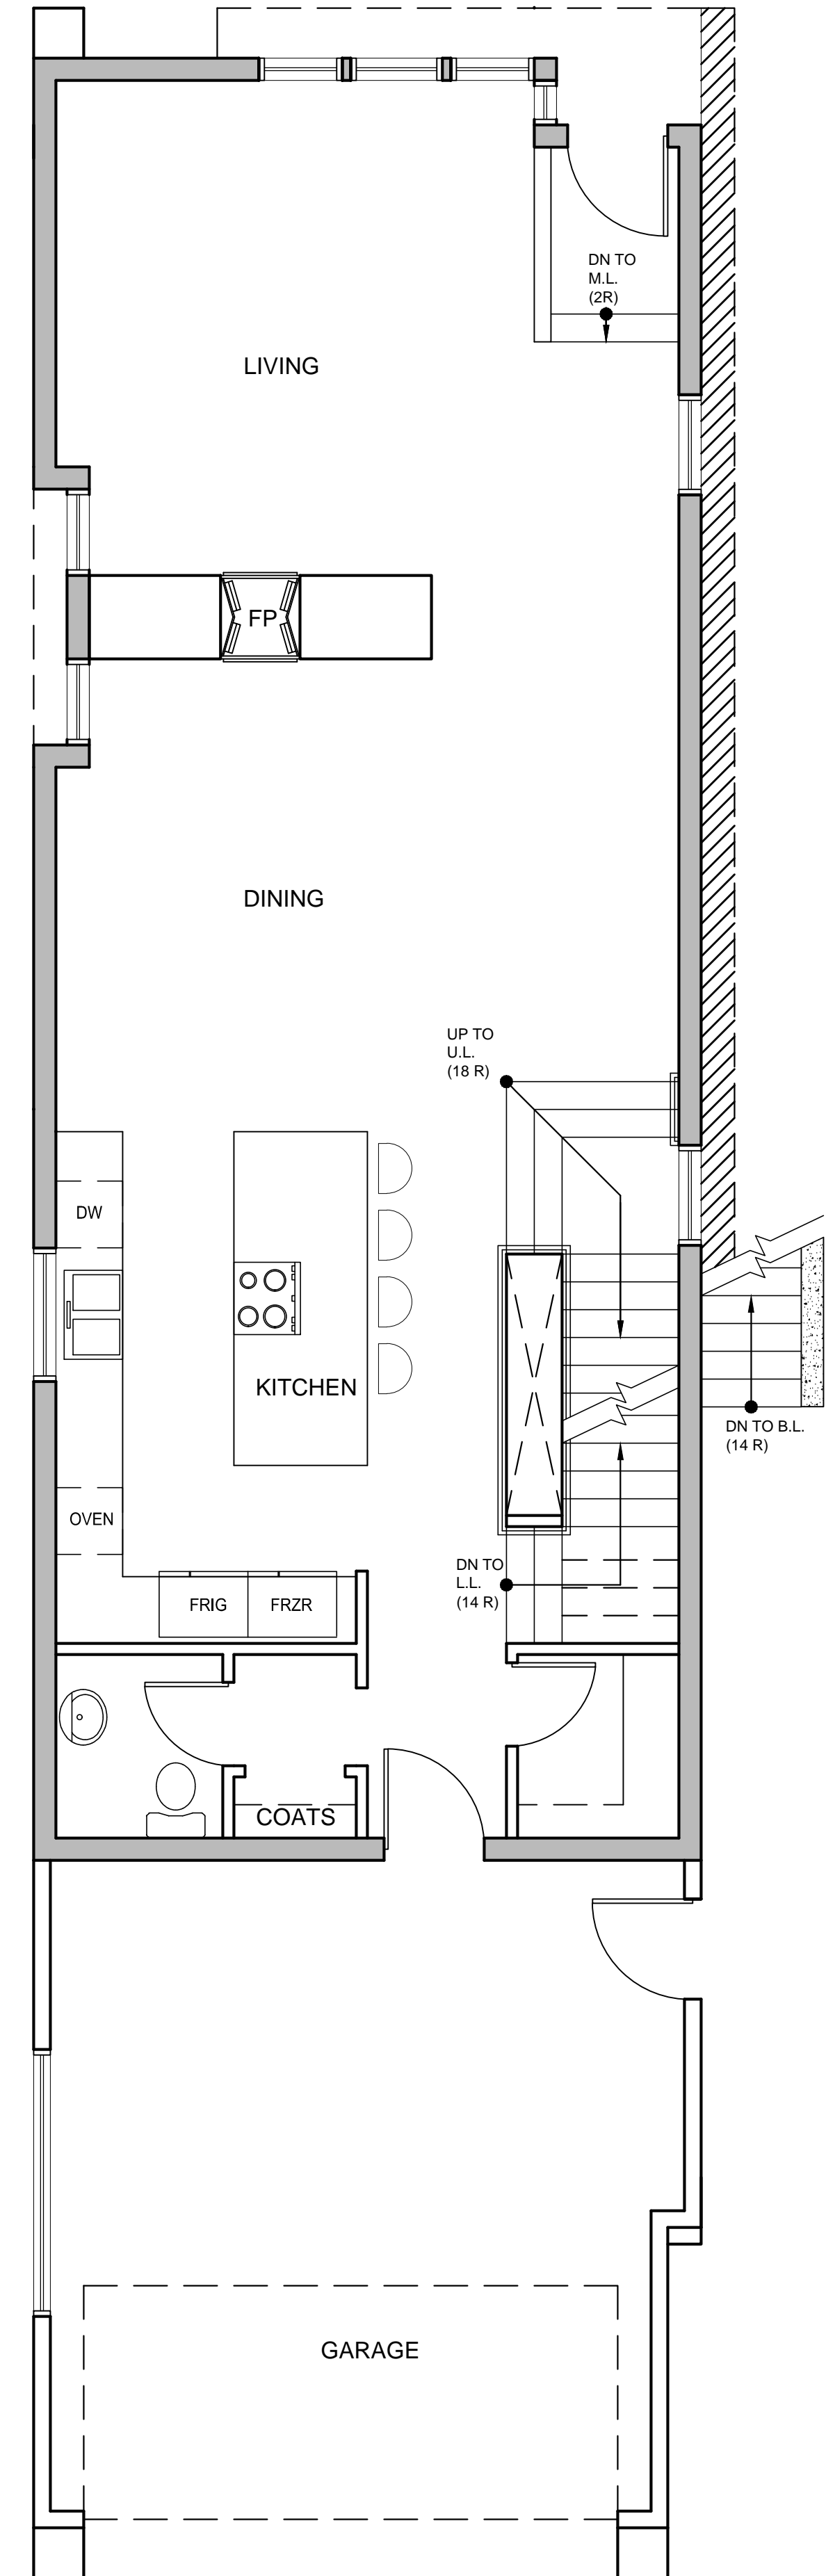 DN TO
M.L.
(2R)
LIVING
FP
DINING
UP TO
U.L.
(18 R)
DW
KITCHEN
DN TO B.L.
(14 R)
OVEN
DN TO
L.L.
(14 R)
FRIG
FRZR
COATS
GARAGE